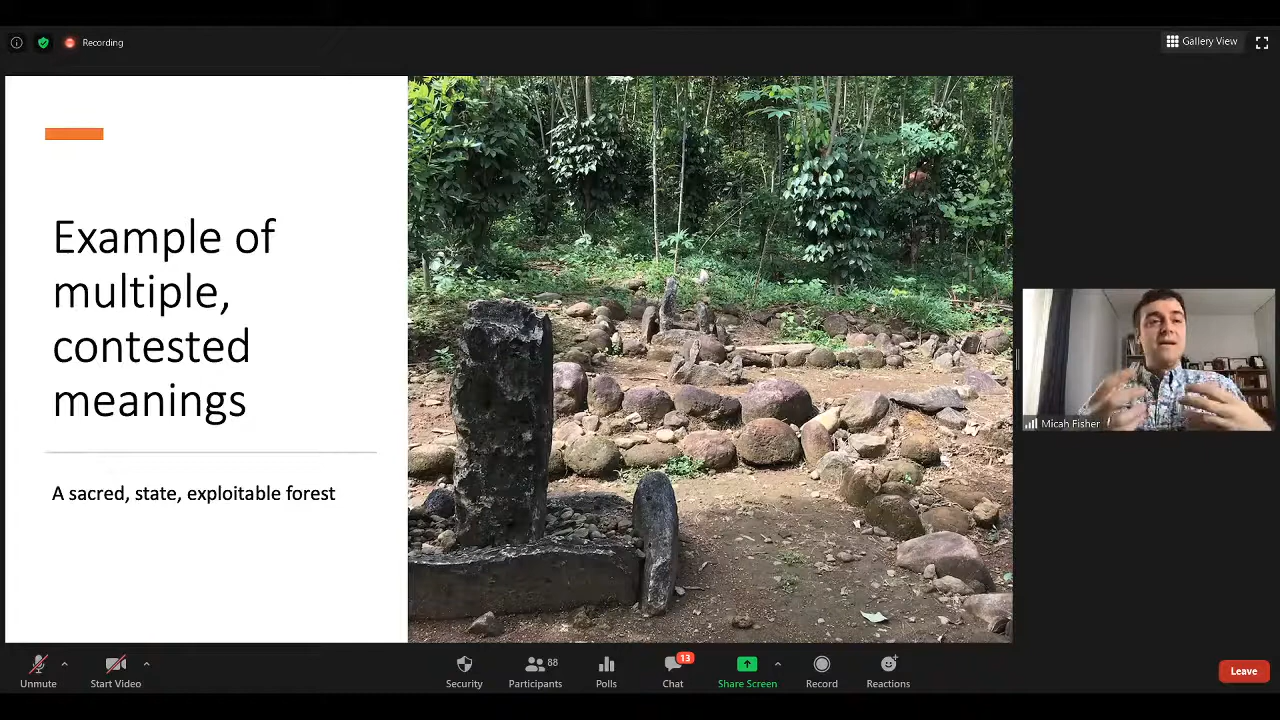 Recording
Gallery View
Example of
multiple,
contested
meanings
A sacred, state, exploitable forest
Micah Fisher
Unmute
Start Video
Security
88
Participants
Polls
13
Chat
Share Screen
Record
Reactions
Leave